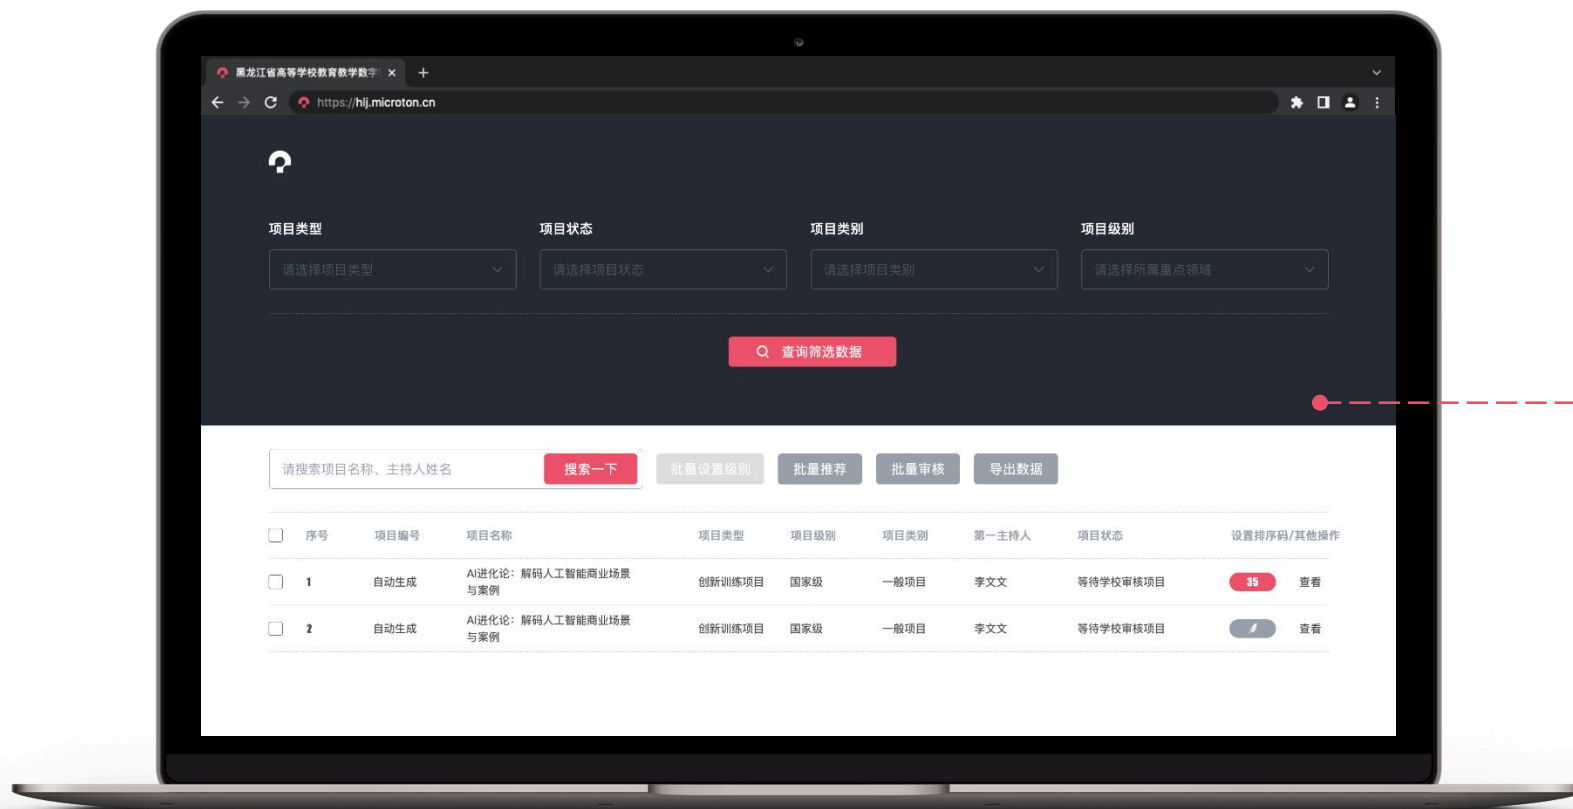 黑龙江省高等学校教育教学数字
https://hlj.microton.cn
项目类型 项目状态 项目类别 项目级别
请选择项目类型 请选择项目状态 请选择项目类别 请选择所属重点领域
查询筛选数据
请搜索项目名称、主持人姓名 搜索一下 批量设置级别 批量推荐 批量审核 导出数据
序号 项目编号 项目名称 项目类型 项目级别 项目类别 第一主持人 项目状态 设置排序码/其他操作
1 自动生成 AI进化论：解码人工智能商业场景 创新训练项目 国家级 一般项目 李文文 等待学校审核项目 35 查看
与案例
2 自动生成 AI进化论：解码人工智能商业场景 创新训练项目 国家级 一般项目 李文文 等待学校审核项目 查看
与案例